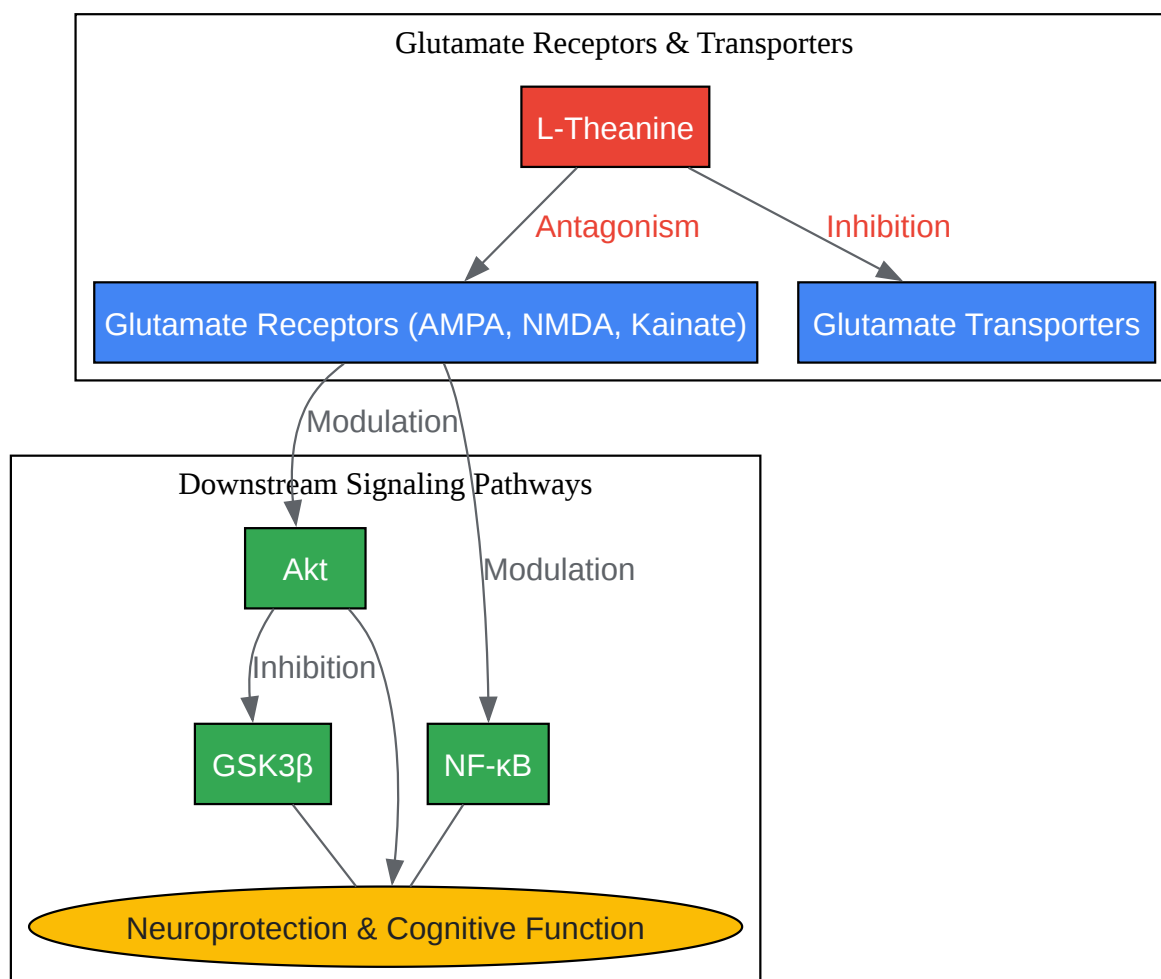 Glutamate Receptors & Transporters
L-Theanine
Antagonism
Inhibition
Glutamate Receptors (AMPA, NMDA, Kainate)
Glutamate Transporters
Modulation
Downstream Signaling Pathways
Akt
Modulation
Inhibition
GSK3β
NF-κB
Neuroprotection & Cognitive Function